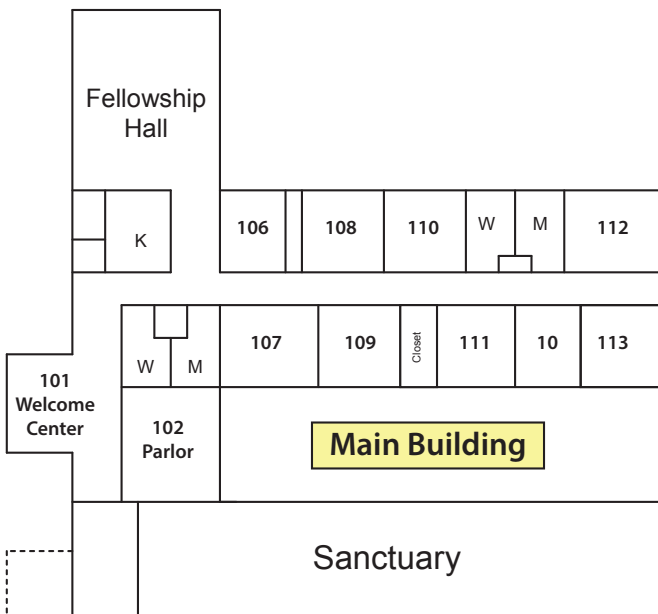 Fellowship
Hall
K
106
108
110
W
M
112
W
M
107
109
Closet
111
10
113
101
Welcome
Center
102
Parlor
Main Building
Sanctuary